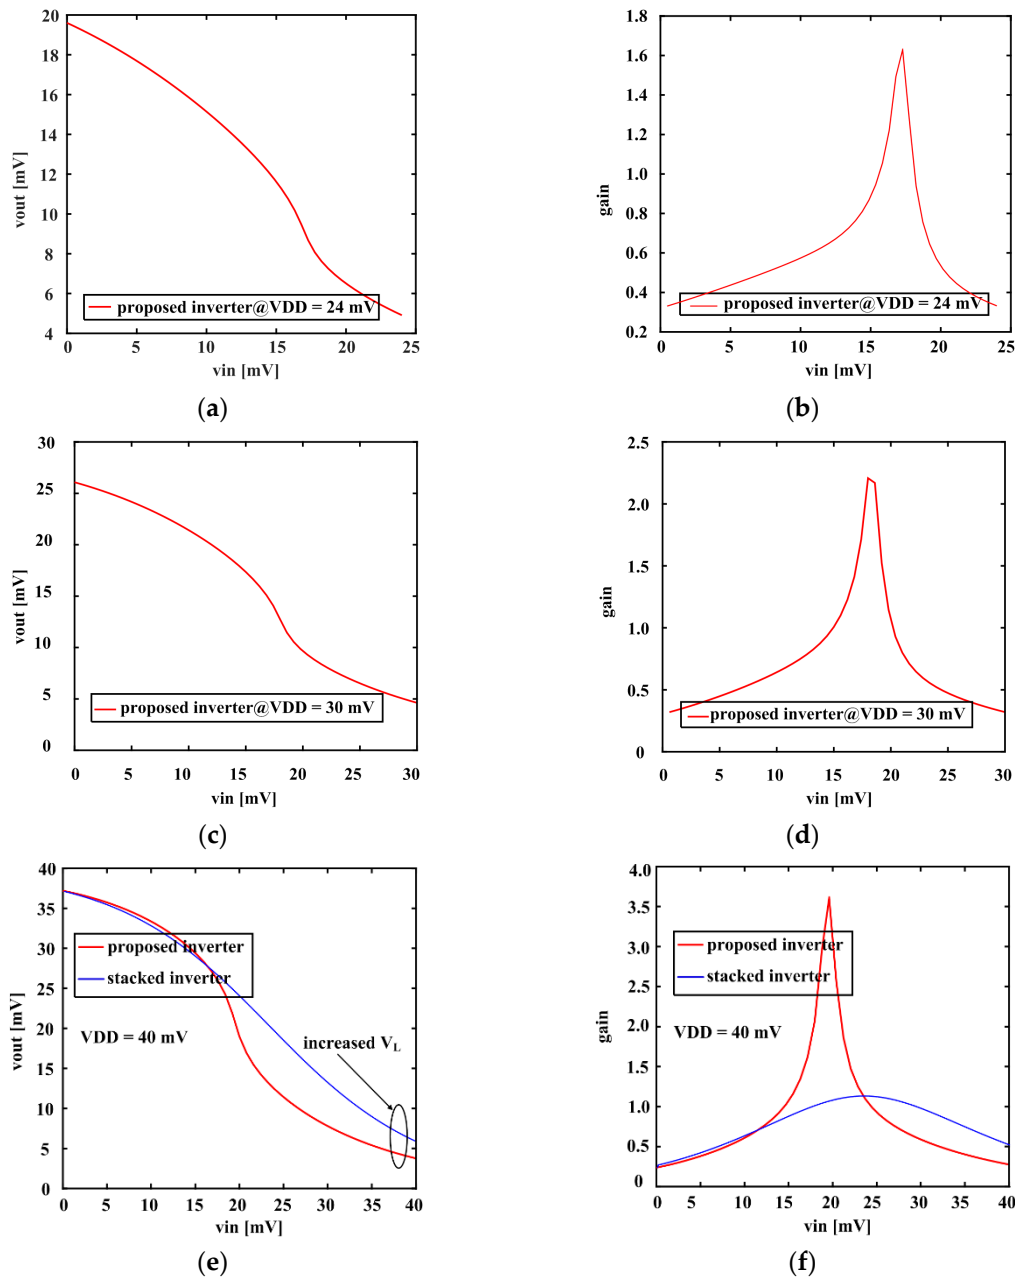 20
18
16
14
12
10
8
6
4
vout [mV]
proposed inverter@VDD = 24 mV
0 5 10 15 20 25
vin [mV]
(a)
1.8
1.6
1.4
1.2
1.0
0.8
0.6
0.4
0.2
gain
proposed inverter@VDD = 24 mV
0 5 10 15 20 25
vin [mV]
(b)
30
25
20
15
10
5
0
vout [mV]
proposed inverter@VDD = 30 mV
0 5 10 15 20 25 30
vin [mV]
(c)
2.5
2.0
1.5
1.0
0.5
0
gain
proposed inverter@VDD = 30 mV
0 5 10 15 20 25 30
vin [mV]
(d)
40
35
30
25
20
15
10
5
0
vout [mV]
proposed inverter
stacked inverter
VDD = 40 mV
increased V_L
0 5 10 15 20 25 30 35 40
vin [mV]
(e)
4.0
3.5
3.0
2.5
2.0
1.5
1.0
0.5
0
gain
proposed inverter
stacked inverter
VDD = 40 mV
0 5 10 15 20 25 30 35 40
vin [mV]
(f)